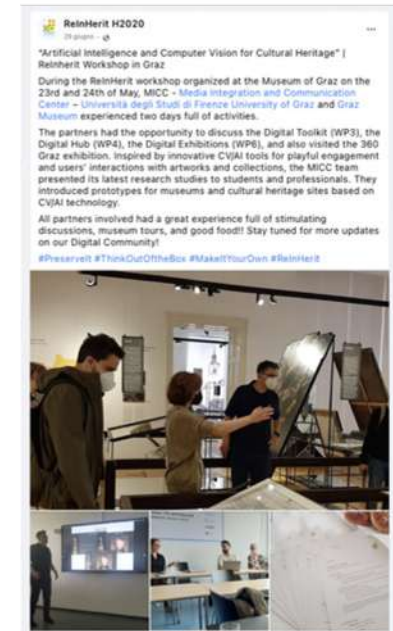 ReInHerit H2020
29 giugno ·
"Artificial Intelligence and Computer Vision for Cultural Heritage" |
ReInherit Workshop in Graz
During the ReInHerit workshop organized at the Museum of Graz on the
23rd and 24th of May, MICC - Media Integration and Communication
Center – Università degli Studi di Firenze University of Graz and Graz
Museum experienced two days full of activities.
The partners had the opportunity to discuss the Digital Toolkit (WP3), the
Digital Hub (WP4), the Digital Exhibitions (WP6), and also visited the 360
Graz exhibition. Inspired by innovative CV/AI tools for playful engagement
and users' interactions with artworks and collections, the MICC team
presented its latest research studies to students and professionals. They
introduced prototypes for museums and cultural heritage sites based on
CV/AI technology.
All partners involved had a great experience full of stimulating
discussions, museum tours, and good food!! Stay tuned for more updates
on our Digital Community!
#PreserveIt #ThinkOutOftheBox #MakeItYourOwn #ReInHerit